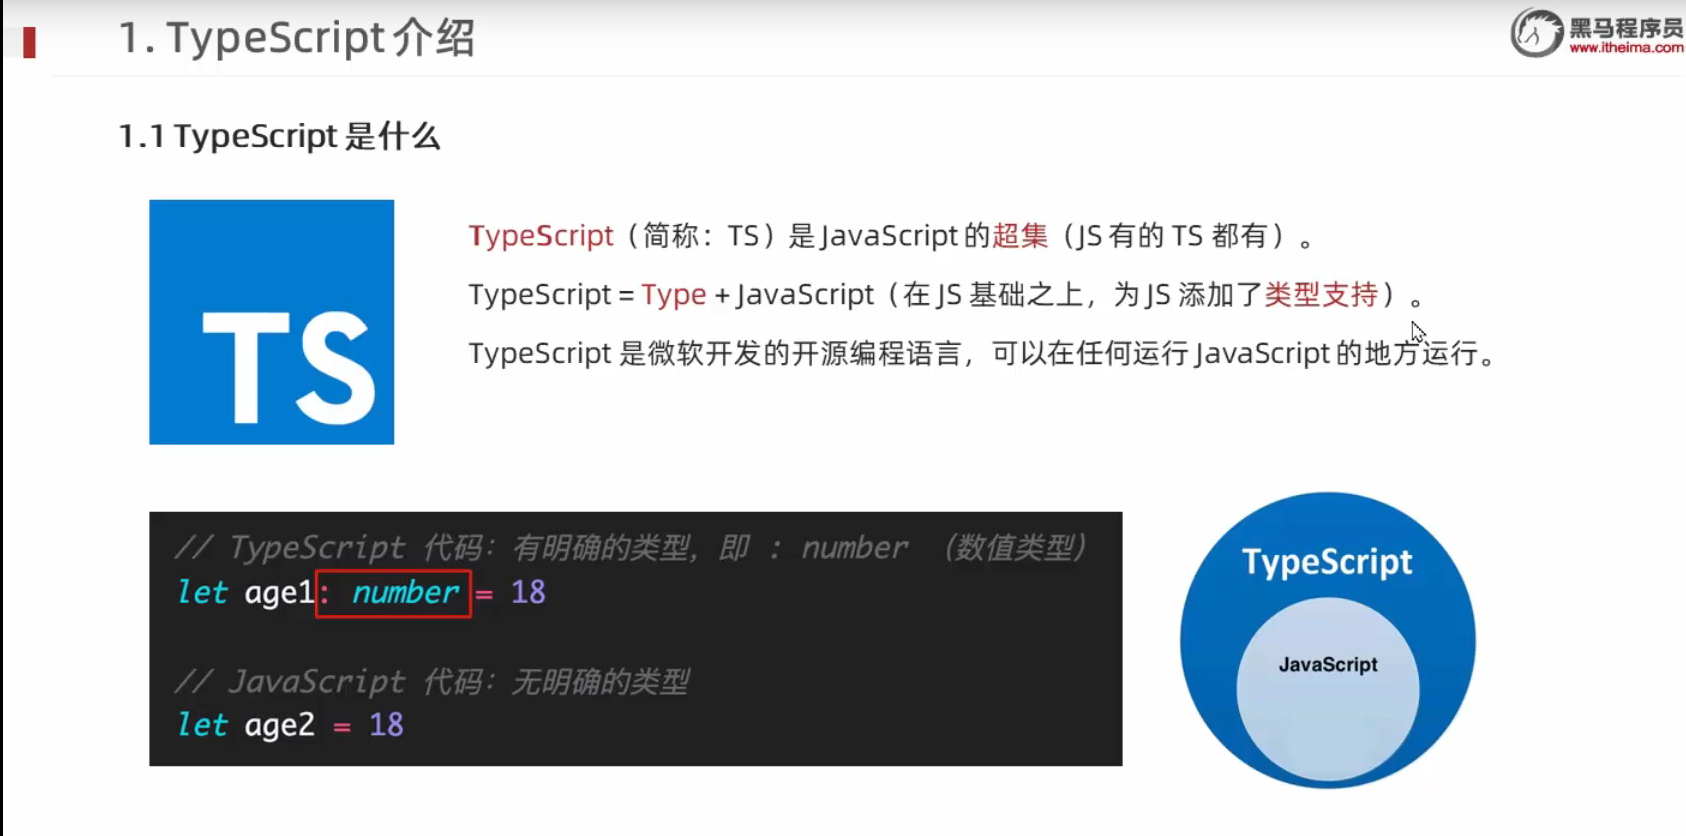 1. TypeScript 介绍
黑马程序员
www.itheima.com
1.1 TypeScript 是什么
TS
TypeScript（简称：TS）是 JavaScript 的超集（JS 有的 TS 都有）。
TypeScript = Type + JavaScript（在 JS 基础之上，为 JS 添加了类型支持）。
TypeScript 是微软开发的开源编程语言，可以在任何运行 JavaScript 的地方运行。
// TypeScript 代码：有明确的类型，即 : number （数值类型）
let age1: number = 18
// JavaScript 代码：无明确的类型
let age2 = 18
TypeScript
JavaScript